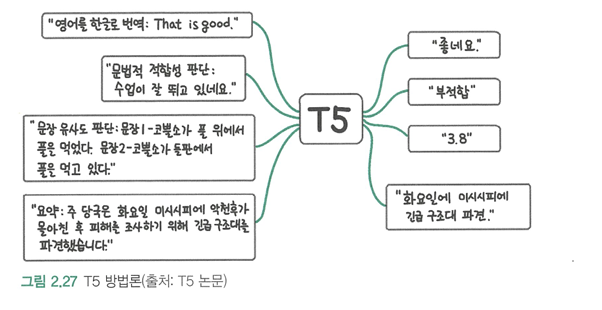 "영어를 한글로 번역: That is good."
"문법적 적합성 판단:
수업이 잘 뛰고 있네요."
"문장 유사도 판단: 문장1-코뿔소가 풀 위에서
풀을 먹었다. 문장2-코뿔소가 들판에서
풀을 먹고 있다."
"요약: 주 당국은 화요일 미시시피에 악천후가
몰아친 후 피해를 조사하기 위해 긴급 구조대를
파견했습니다."
T5
"좋네요."
"부적합"
"3.8"
"화요일에 미시시피에
긴급 구조대 파견."
그림 2.27 T5 방법론(출처: T5 논문)